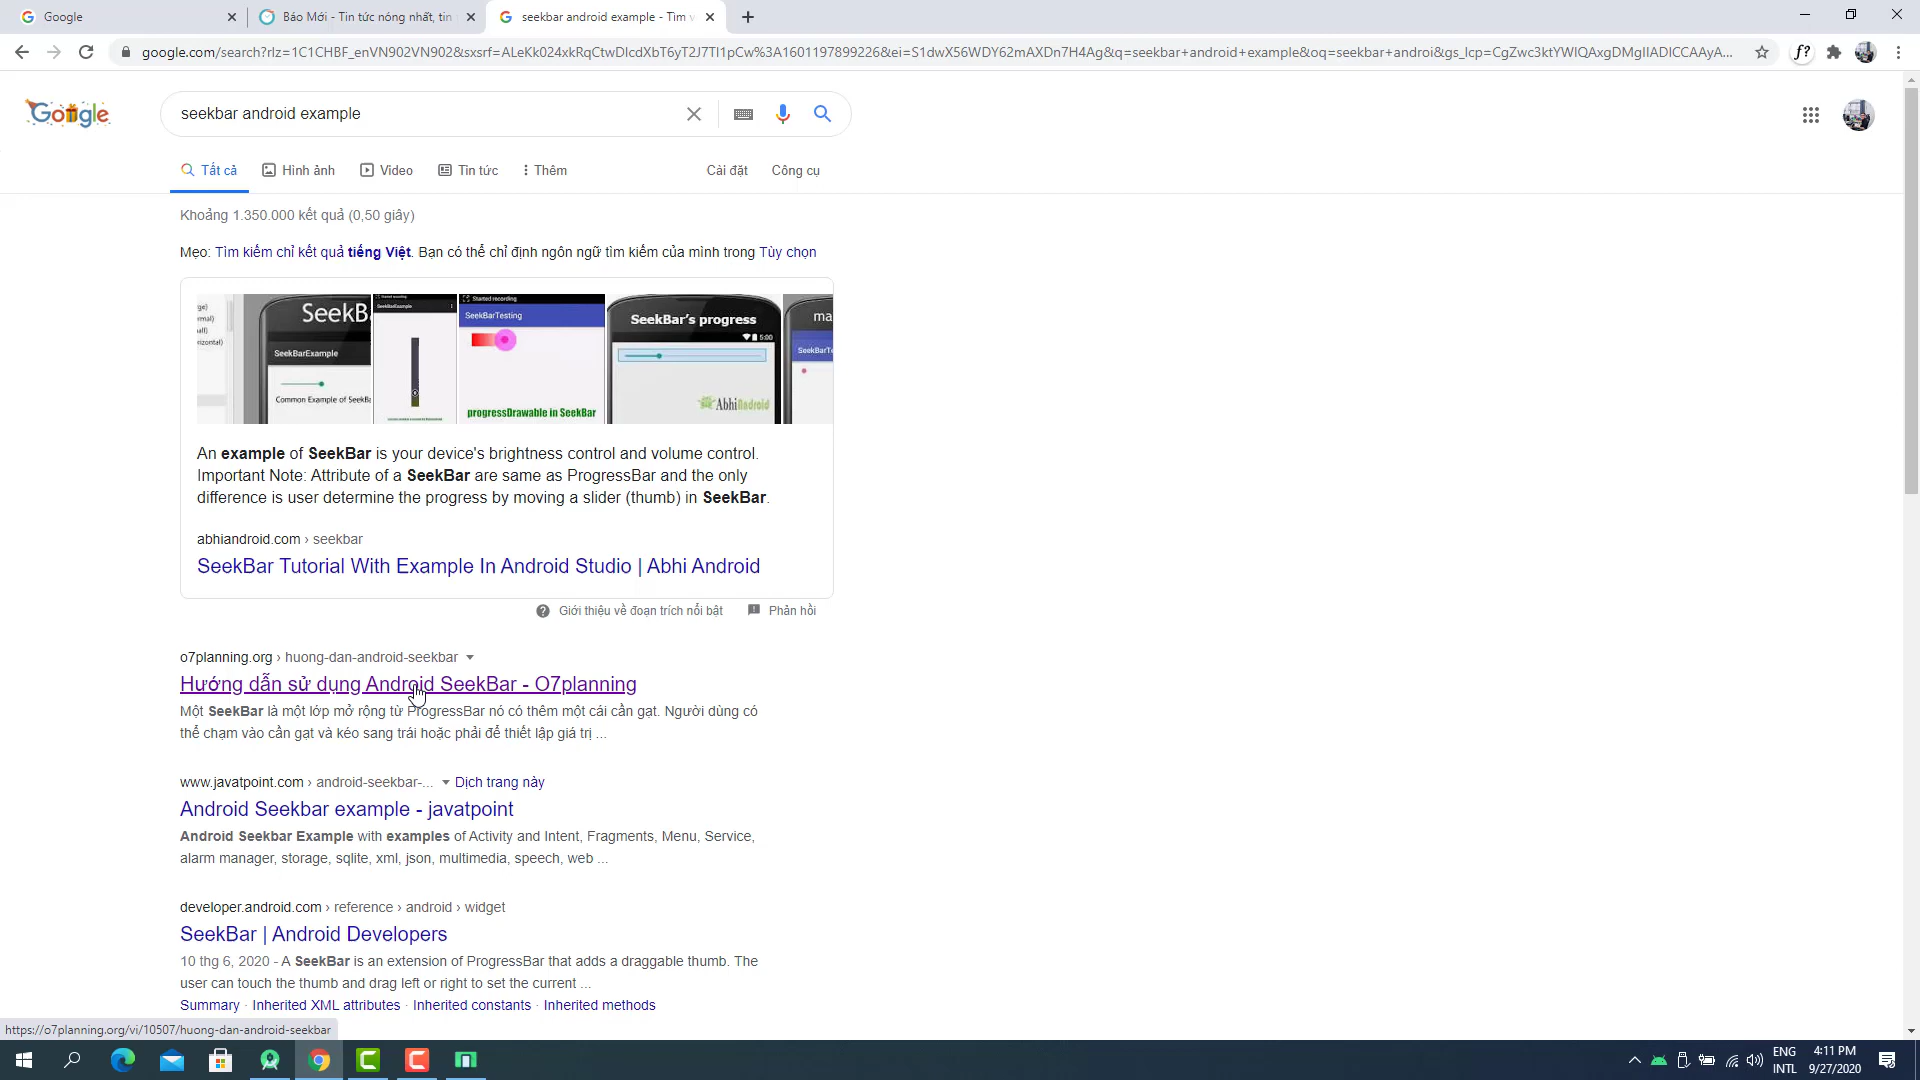 Google
Báo Mới - Tin tức nóng nhất, tin
seekbar android example - Tìm v
google.com/search?rlz=1C1CHBF_enVN902VN902&sxsrf=ALeKk024xkRqCtwDIcdXbT6yT2J7TI1pCw%3A1601197899226&ei=S1dwX56WDY62mAXDn7H4Ag&q=seekbar+android+example&oq=seekbar+androi&gs_lcp=CgZwc3ktYWIQAxgDMgIIADICCAAyA...
f?
Google
seekbar android example
Tất cả
Hình ảnh
Video
Tin tức
Thêm
Cài đặt
Công cụ
Khoảng 1.350.000 kết quả (0,50 giây)
Mẹo: Tìm kiếm chỉ kết quả tiếng Việt. Bạn có thể chỉ định ngôn ngữ tìm kiếm của mình trong Tùy chọn
SeekB
SeekBarExample
Common Example of SeekBa
SeekBarExample
Started recording
SeekBarTesting
progressDrawable in SeekBar
SeekBar's progress
5:00
AbhiAndroid
ma
SeekBarTe
An example of SeekBar is your device's brightness control and volume control.
Important Note: Attribute of a SeekBar are same as ProgressBar and the only
difference is user determine the progress by moving a slider (thumb) in SeekBar.
abhiandroid.com › seekbar
SeekBar Tutorial With Example In Android Studio | Abhi Android
Giới thiệu về đoạn trích nổi bật
Phản hồi
o7planning.org › huong-dan-android-seekbar
Hướng dẫn sử dụng Android SeekBar - O7planning
Một SeekBar là một lớp mở rộng từ ProgressBar nó có thêm một cái cần gạt. Người dùng có
thể chạm vào cần gạt và kéo sang trái hoặc phải để thiết lập giá trị ...
www.javatpoint.com › android-seekbar-... Dịch trang này
Android Seekbar example - javatpoint
Android Seekbar Example with examples of Activity and Intent, Fragments, Menu, Service,
alarm manager, storage, sqlite, xml, json, multimedia, speech, web ...
developer.android.com › reference › android › widget
SeekBar | Android Developers
10 thg 6, 2020 - A SeekBar is an extension of ProgressBar that adds a draggable thumb. The
user can touch the thumb and drag left or right to set the current ...
Summary · Inherited XML attributes · Inherited constants · Inherited methods
https://o7planning.org/vi/10507/huong-dan-android-seekbar
ENG
INTL
4:11 PM
9/27/2020